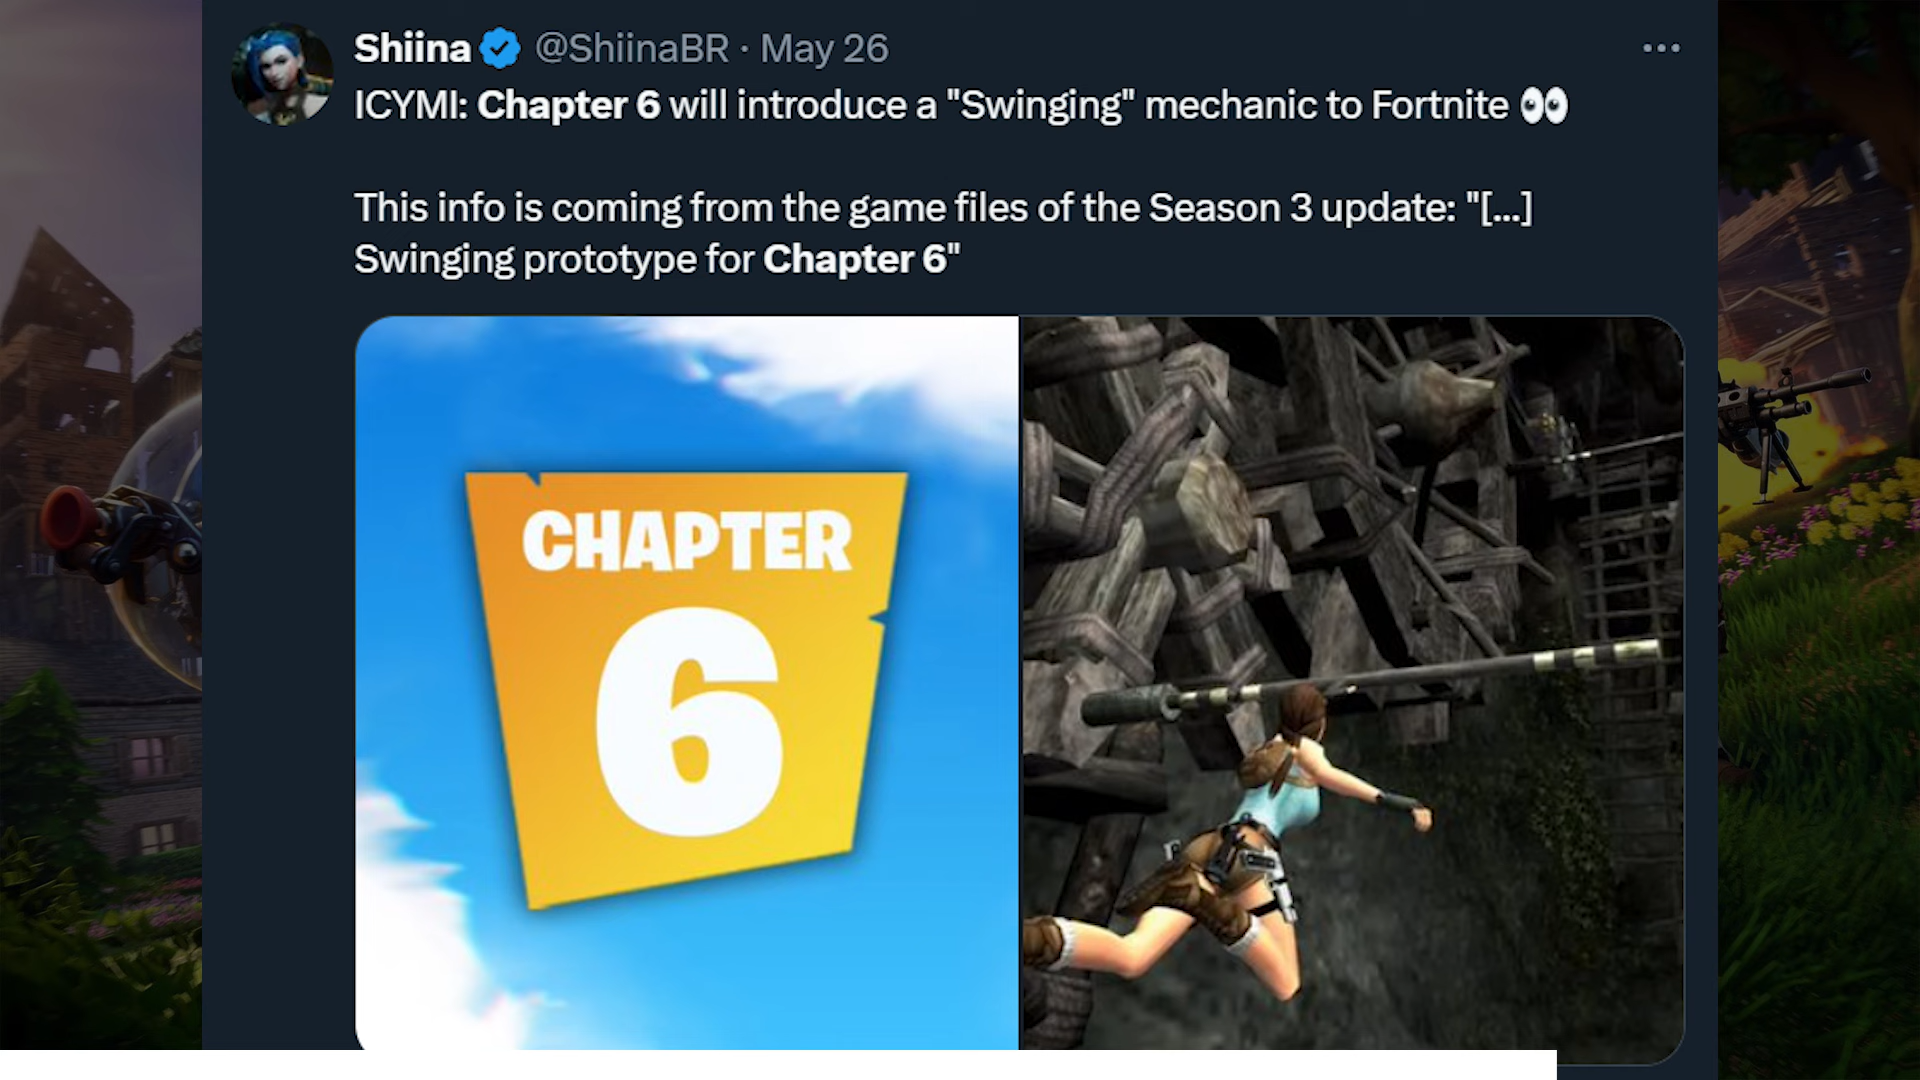 Shiina @ShiinaBR · May 26
ICYMI: Chapter 6 will introduce a "Swinging" mechanic to Fortnite 👀
This info is coming from the game files of the Season 3 update: "[...]
Swinging prototype for Chapter 6"
CHAPTER
6